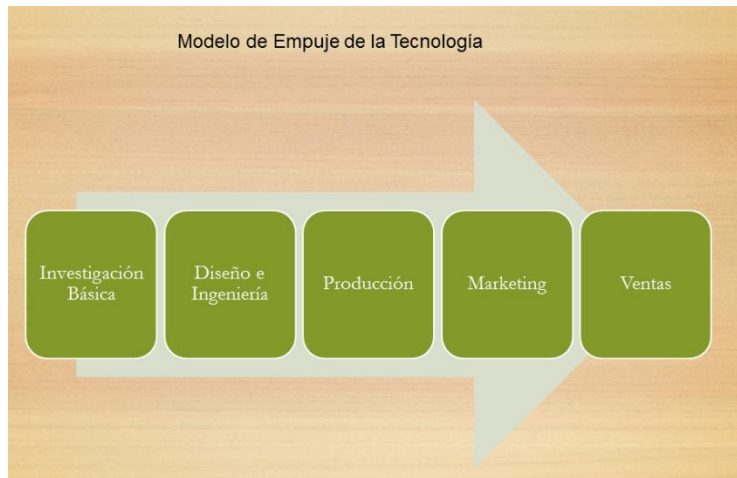 Modelo de Empuje de la Tecnología
Investigación
Básica
Diseño e
Ingeniería
Producción
Marketing
Ventas